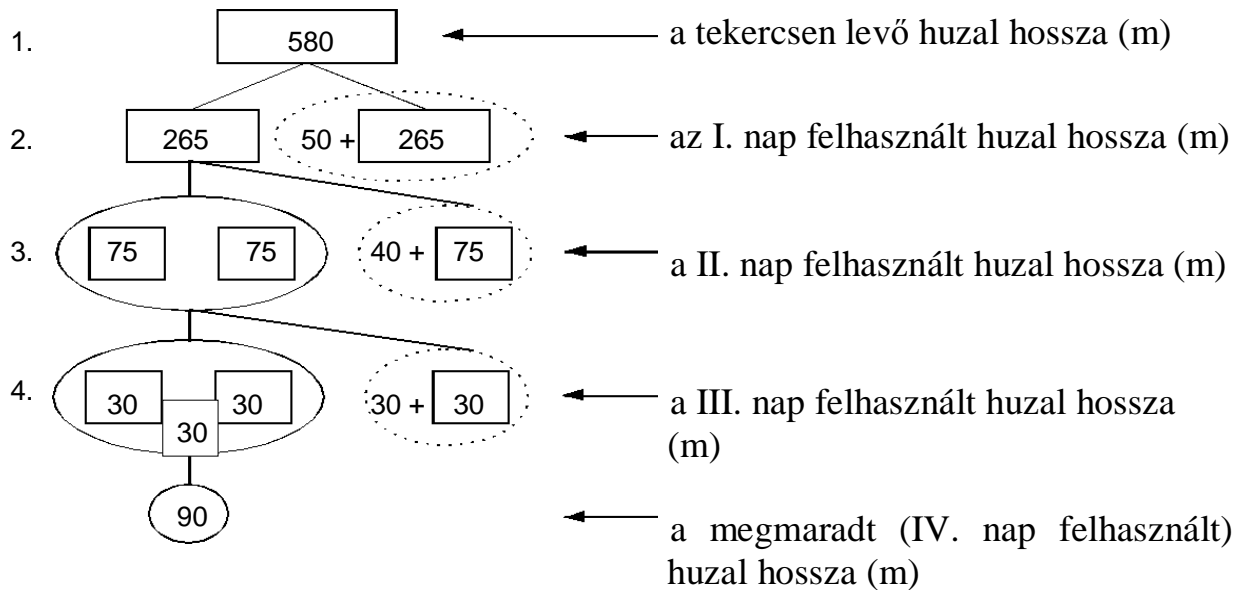 1. 580 a tekercsen levő huzal hossza (m)
2. 265 50 + 265 az I. nap felhasznált huzal hossza (m)
3. 75 75 40 + 75 a II. nap felhasznált huzal hossza (m)
4. 30 30 30 30 + 30 a III. nap felhasznált huzal hossza
(m)
90 a megmaradt (IV. nap felhasznált)
huzal hossza (m)